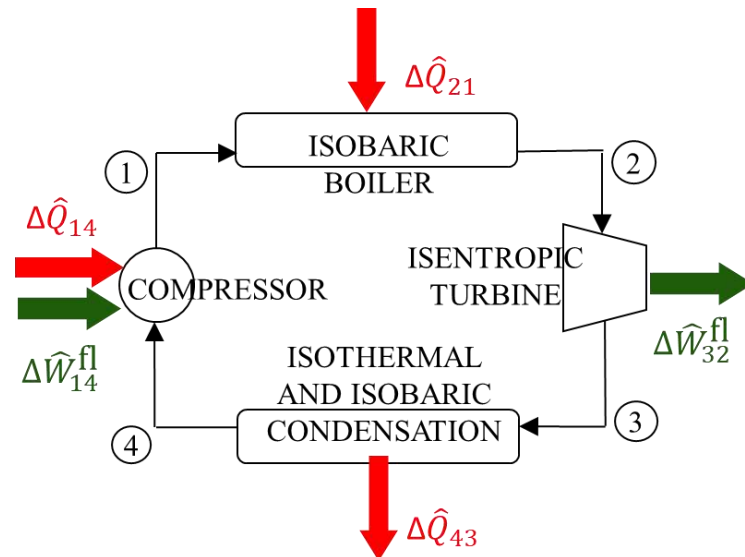 ΔQ̂₂₁
ISOBARIC
BOILER
①
②
ΔQ̂₁₄
COMPRESSOR
ISENTROPIC
TURBINE
ΔŴ₁₄ᶠˡ
ΔŴ₃₂ᶠˡ
ISOTHERMAL
AND ISOBARIC
CONDENSATION
④
③
ΔQ̂₄₃